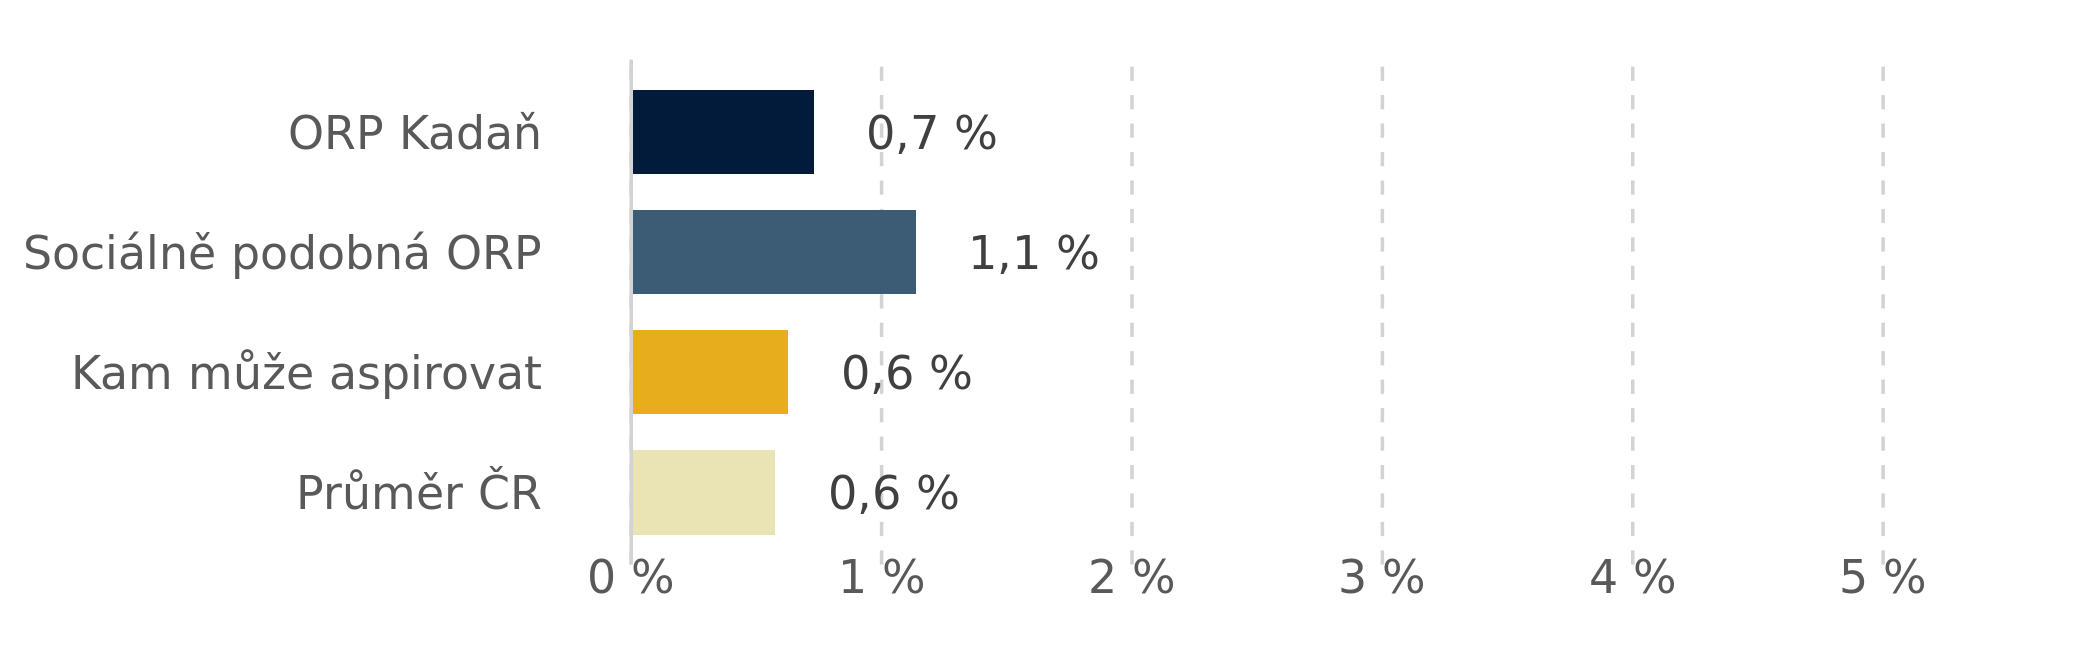 ORP Kadaň 0,7 %
Sociálně podobná ORP 1,1 %
Kam může aspirovat 0,6 %
Průměr ČR 0,6 %
0 % 1 % 2 % 3 % 4 % 5 %